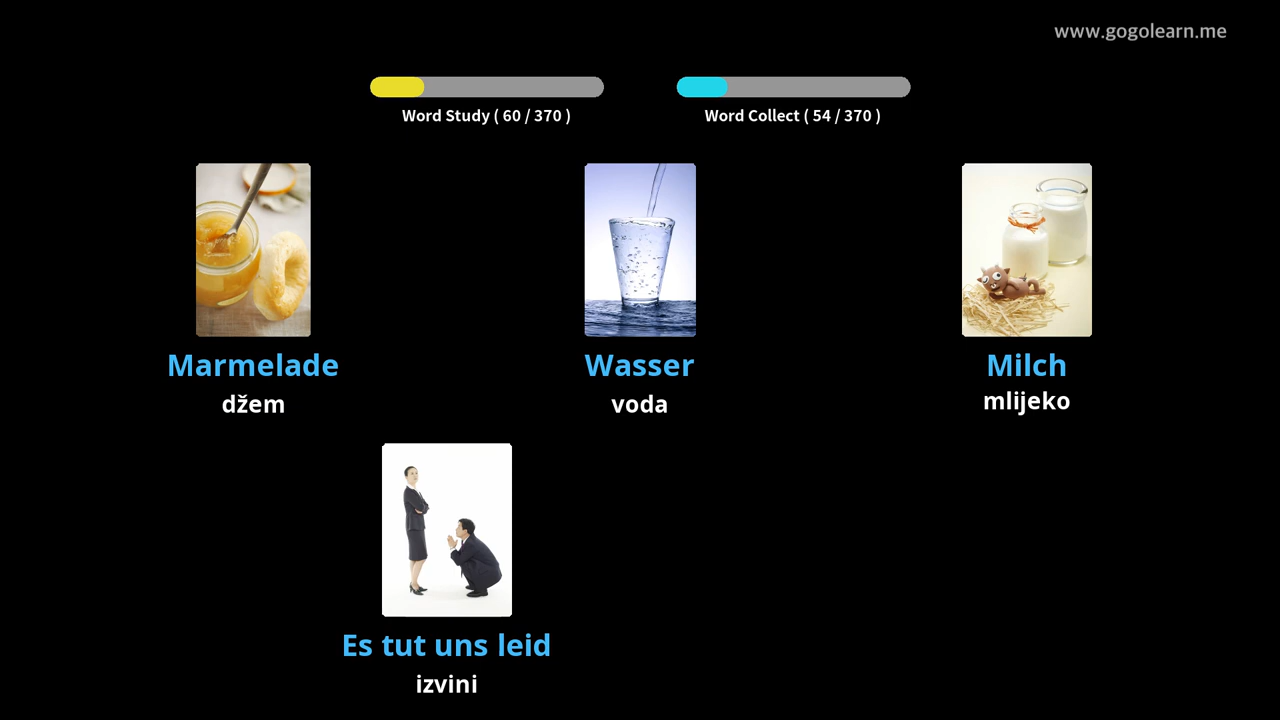 www.gogolearn.me
Word Study ( 60 / 370 )
Word Collect ( 54 / 370 )
Marmelade
džem
Wasser
voda
Milch
mlijeko
Es tut uns leid
izvini